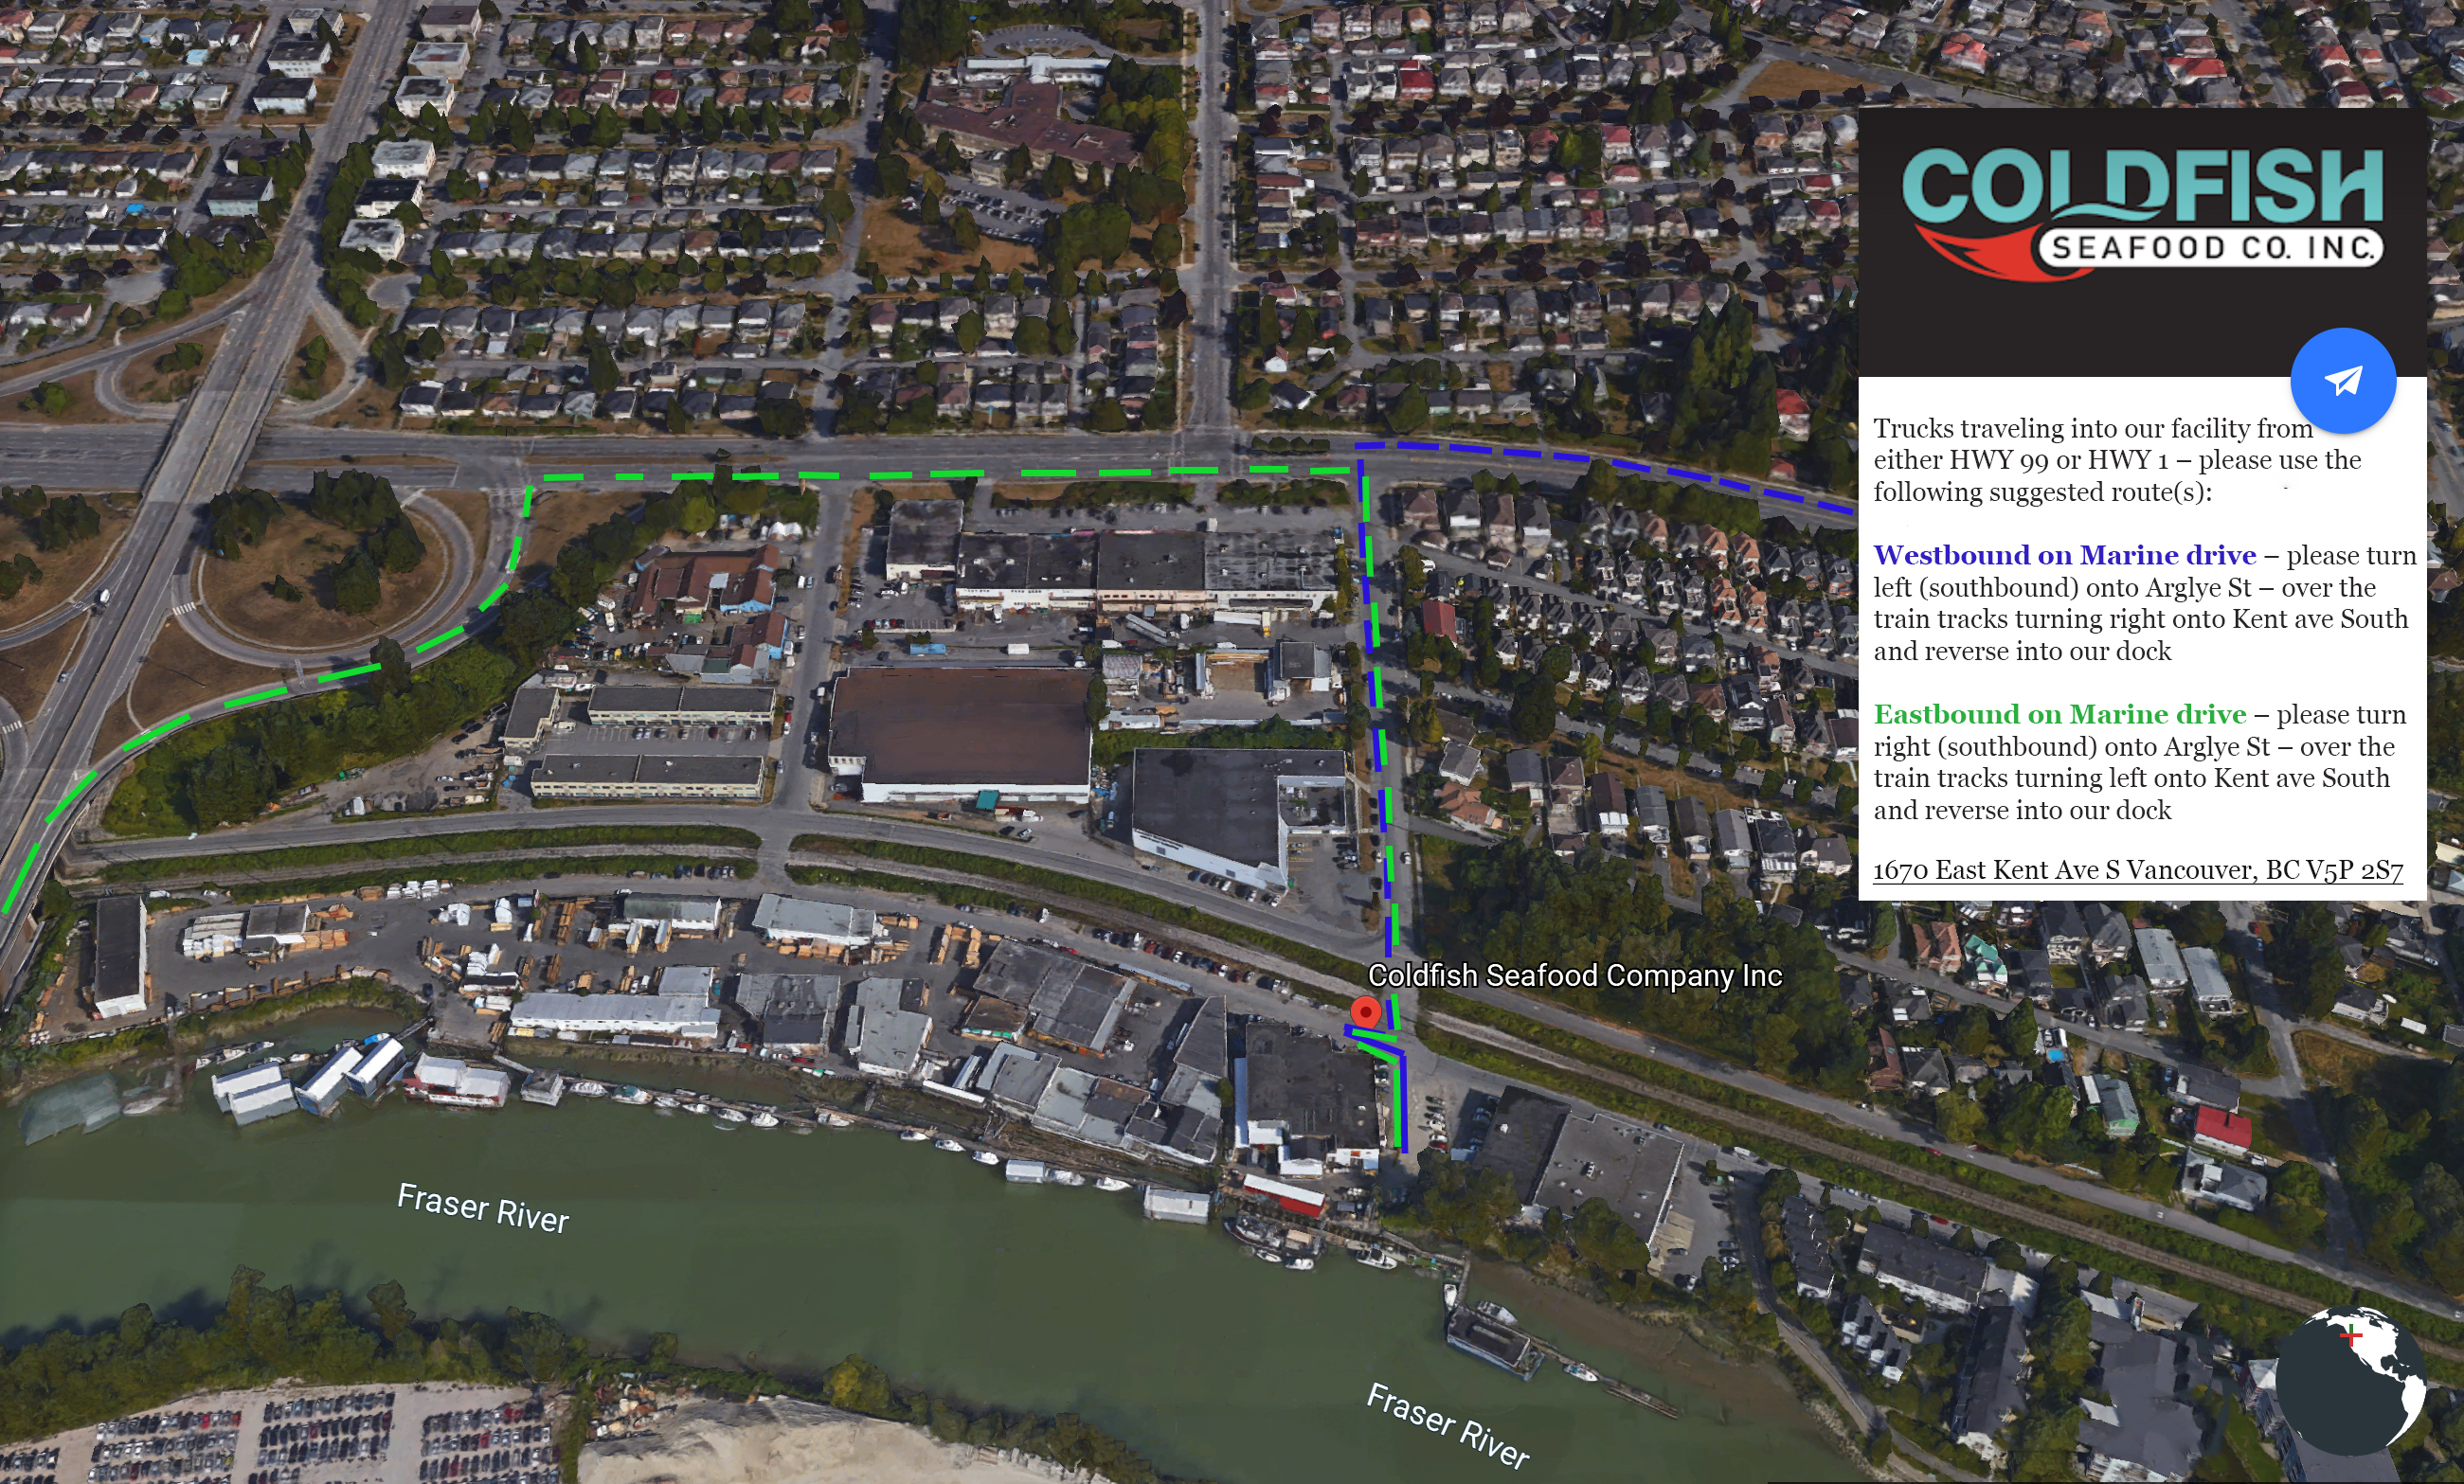 COLDFISH
SEAFOOD CO. INC.
Trucks traveling into our facility from
either HWY 99 or HWY 1 – please use the
following suggested route(s):
Westbound on Marine drive – please turn
left (southbound) onto Arglye St – over the
train tracks turning right onto Kent ave South
and reverse into our dock
Eastbound on Marine drive – please turn
right (southbound) onto Arglye St – over the
train tracks turning left onto Kent ave South
and reverse into our dock
1670 East Kent Ave S Vancouver, BC V5P 2S7
Coldfish Seafood Company Inc
Fraser River
Fraser River